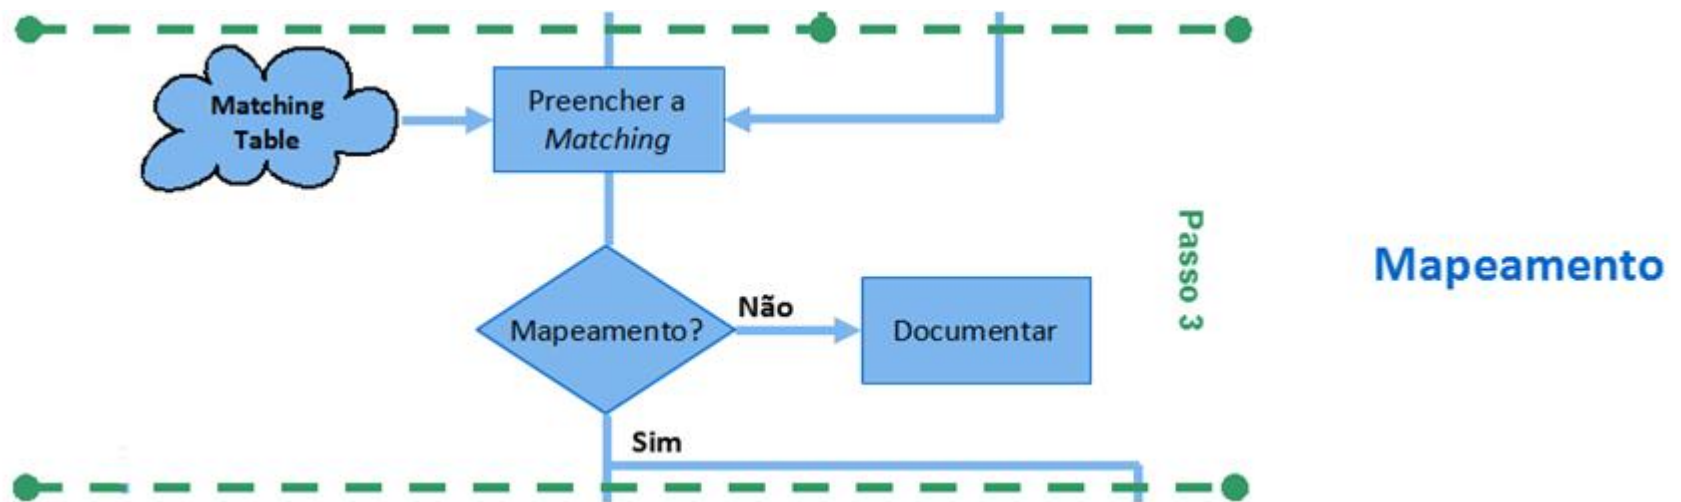 Matching
Table
Preencher a
Matching
Mapeamento?
Não
Documentar
Sim
Passo 3
Mapeamento